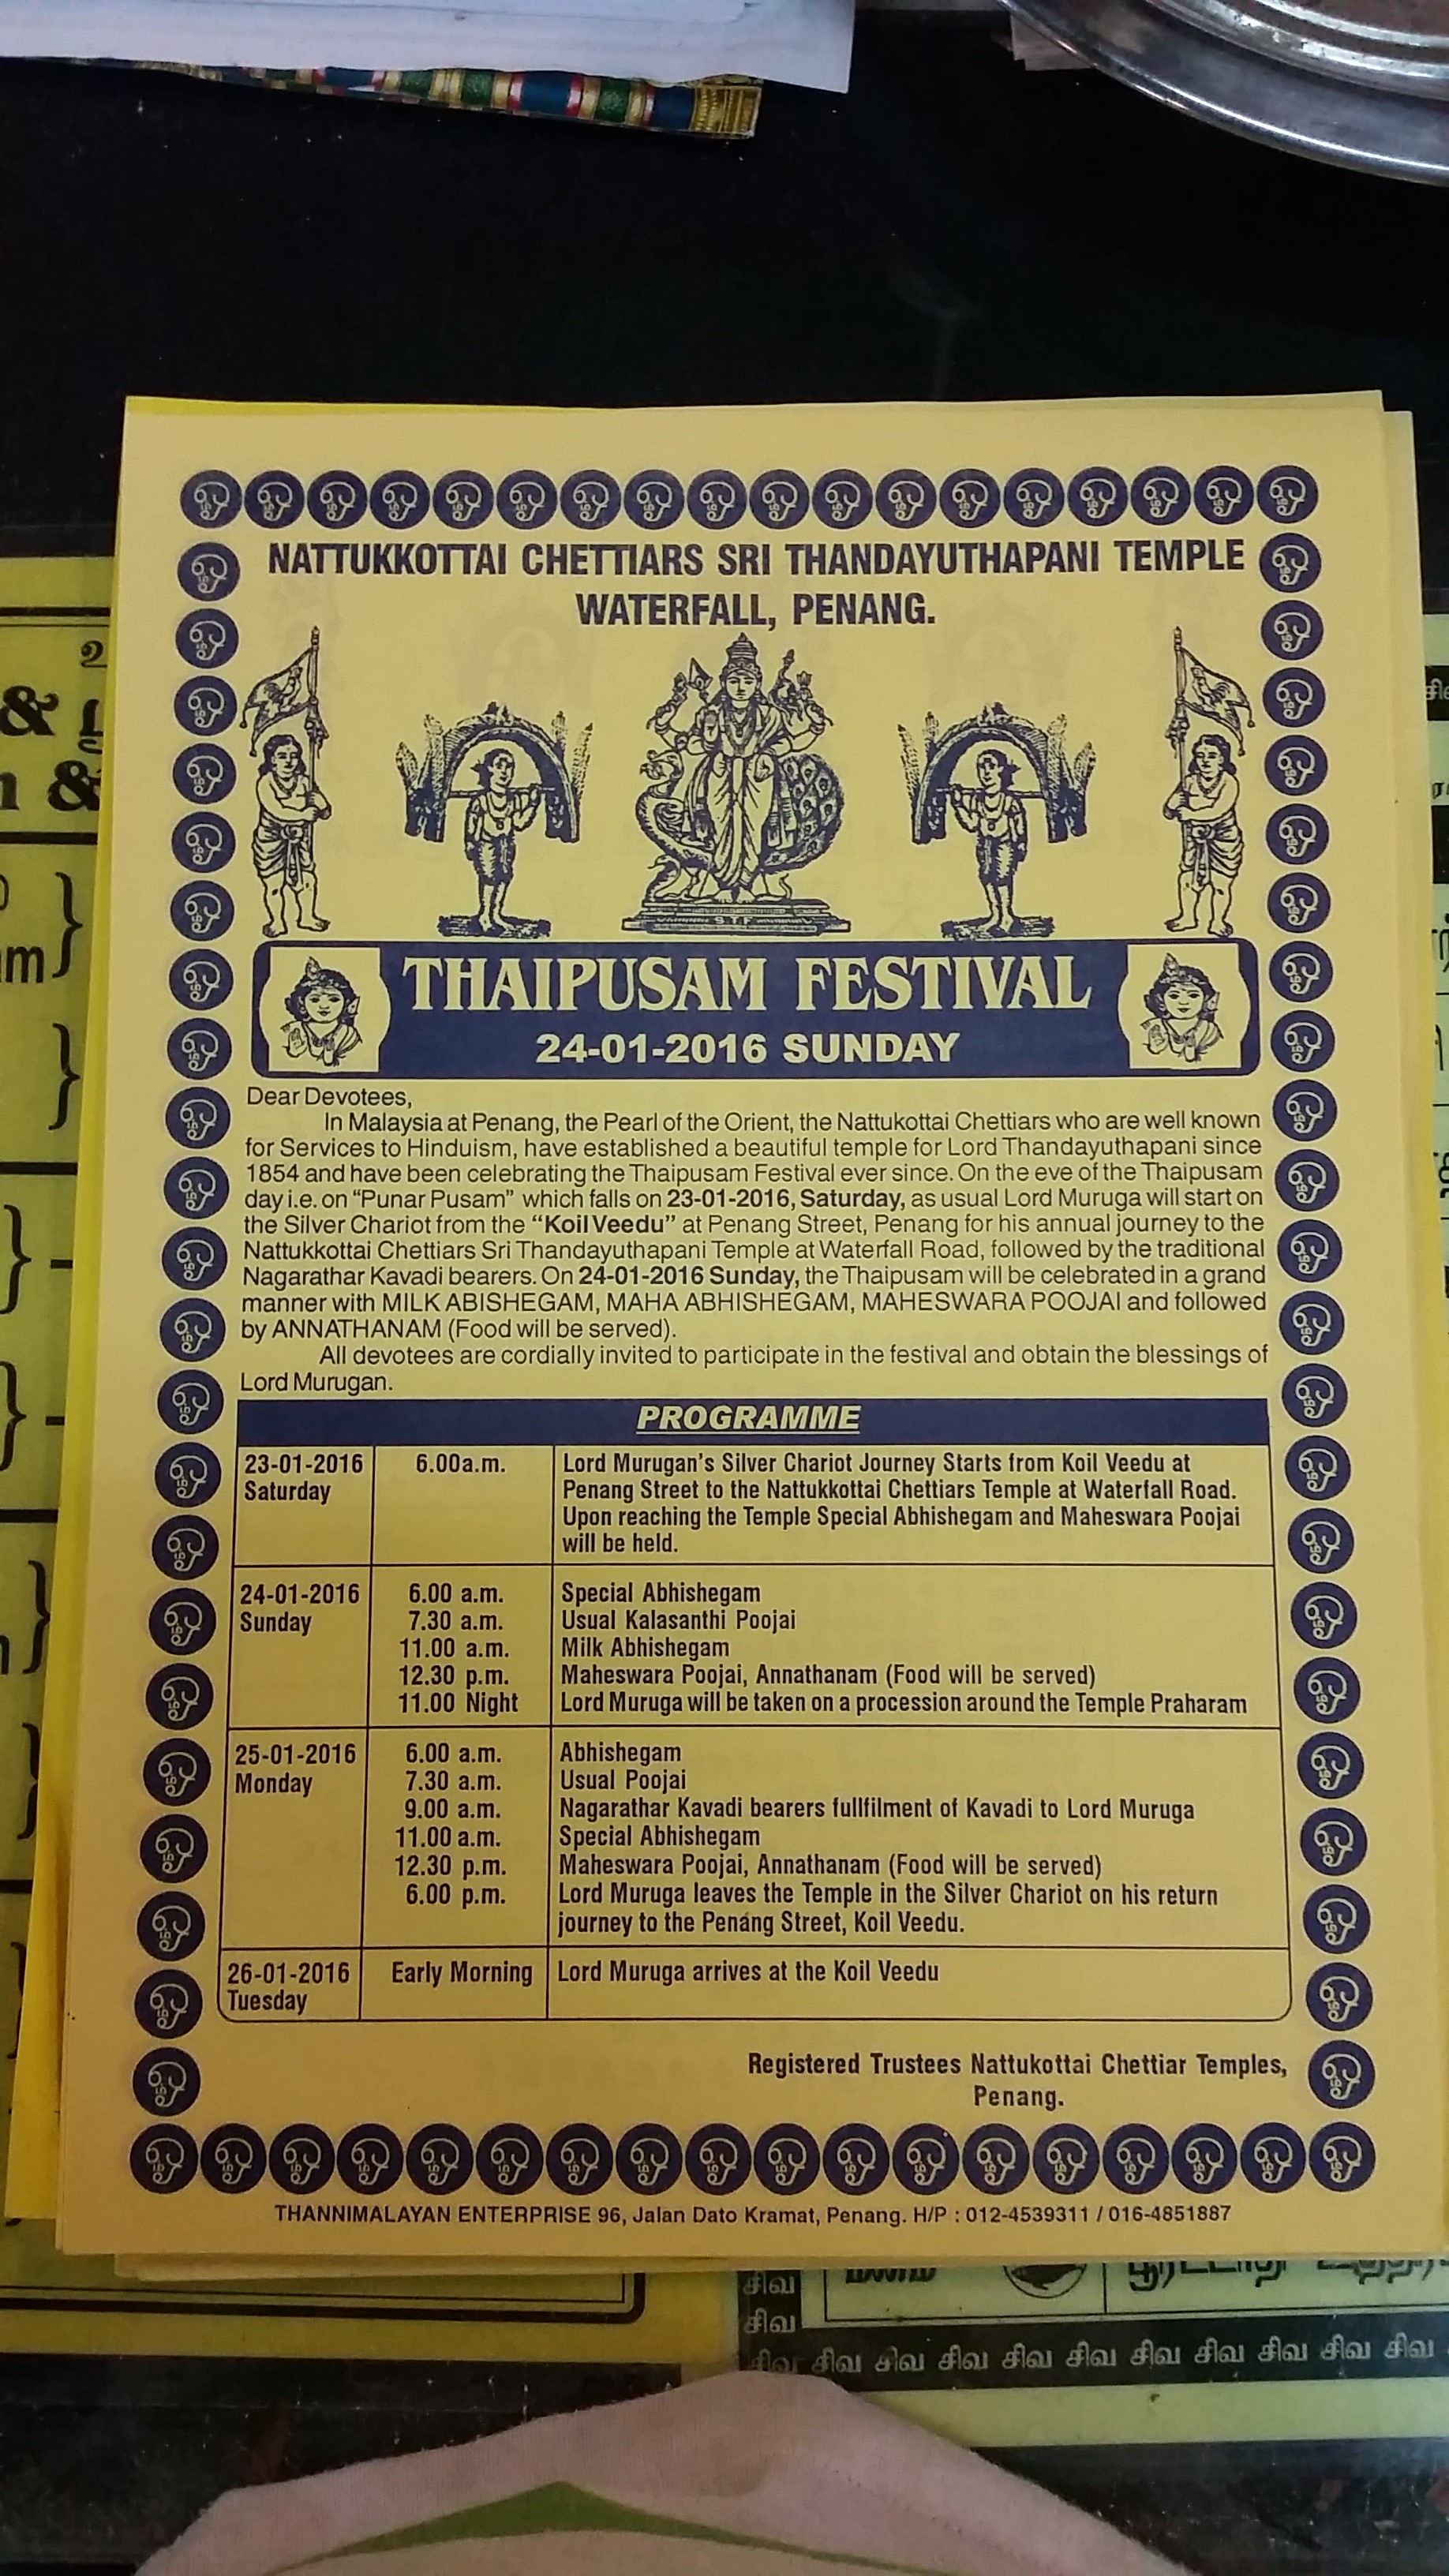 NATTUKKOTTAI CHETTIARS SRI THANDAYUTHAPANI TEMPLE
WATERFALL, PENANG.
S.T.F
THAIPUSAM FESTIVAL
24-01-2016 SUNDAY
Dear Devotees,
In Malaysia at Penang, the Pearl of the Orient, the Nattukottai Chettiars who are well known
for Services to Hinduism, have established a beautiful temple for Lord Thandayuthapani since
1854 and have been celebrating the Thaipusam Festival ever since. On the eve of the Thaipusam
day i.e. on “Punar Pusam” which falls on 23-01-2016, Saturday, as usual Lord Muruga will start on
the Silver Chariot from the “Koil Veedu” at Penang Street, Penang for his annual journey to the
Nattukkottai Chettiars Sri Thandayuthapani Temple at Waterfall Road, followed by the traditional
Nagarathar Kavadi bearers. On 24-01-2016 Sunday, the Thaipusam will be celebrated in a grand
manner with MILK ABISHEGAM, MAHA ABHISHEGAM, MAHESWARA POOJAI and followed
by ANNATHANAM (Food will be served).
All devotees are cordially invited to participate in the festival and obtain the blessings of
Lord Murugan.
PROGRAMME
23-01-2016 6.00a.m. Lord Murugan’s Silver Chariot Journey Starts from Koil Veedu at
Saturday Penang Street to the Nattukkottai Chettiars Temple at Waterfall Road.
Upon reaching the Temple Special Abhishegam and Maheswara Poojai
will be held.
24-01-2016 6.00 a.m. Special Abhishegam
Sunday 7.30 a.m. Usual Kalasanthi Poojai
11.00 a.m. Milk Abhishegam
12.30 p.m. Maheswara Poojai, Annathanam (Food will be served)
11.00 Night Lord Muruga will be taken on a procession around the Temple Praharam
25-01-2016 6.00 a.m. Abhishegam
Monday 7.30 a.m. Usual Poojai
9.00 a.m. Nagarathar Kavadi bearers fullfilment of Kavadi to Lord Muruga
11.00 a.m. Special Abhishegam
12.30 p.m. Maheswara Poojai, Annathanam (Food will be served)
6.00 p.m. Lord Muruga leaves the Temple in the Silver Chariot on his return
journey to the Penang Street, Koil Veedu.
26-01-2016 Early Morning Lord Muruga arrives at the Koil Veedu
Tuesday
Registered Trustees Nattukottai Chettiar Temples,
Penang.
THANNIMALAYAN ENTERPRISE 96, Jalan Dato Kramat, Penang. H/P : 012-4539311 / 016-4851887
சிவ
சிவ
சிவ சிவ சிவ சிவ சிவ சிவ சிவ சிவ சிவ சிவ சிவ